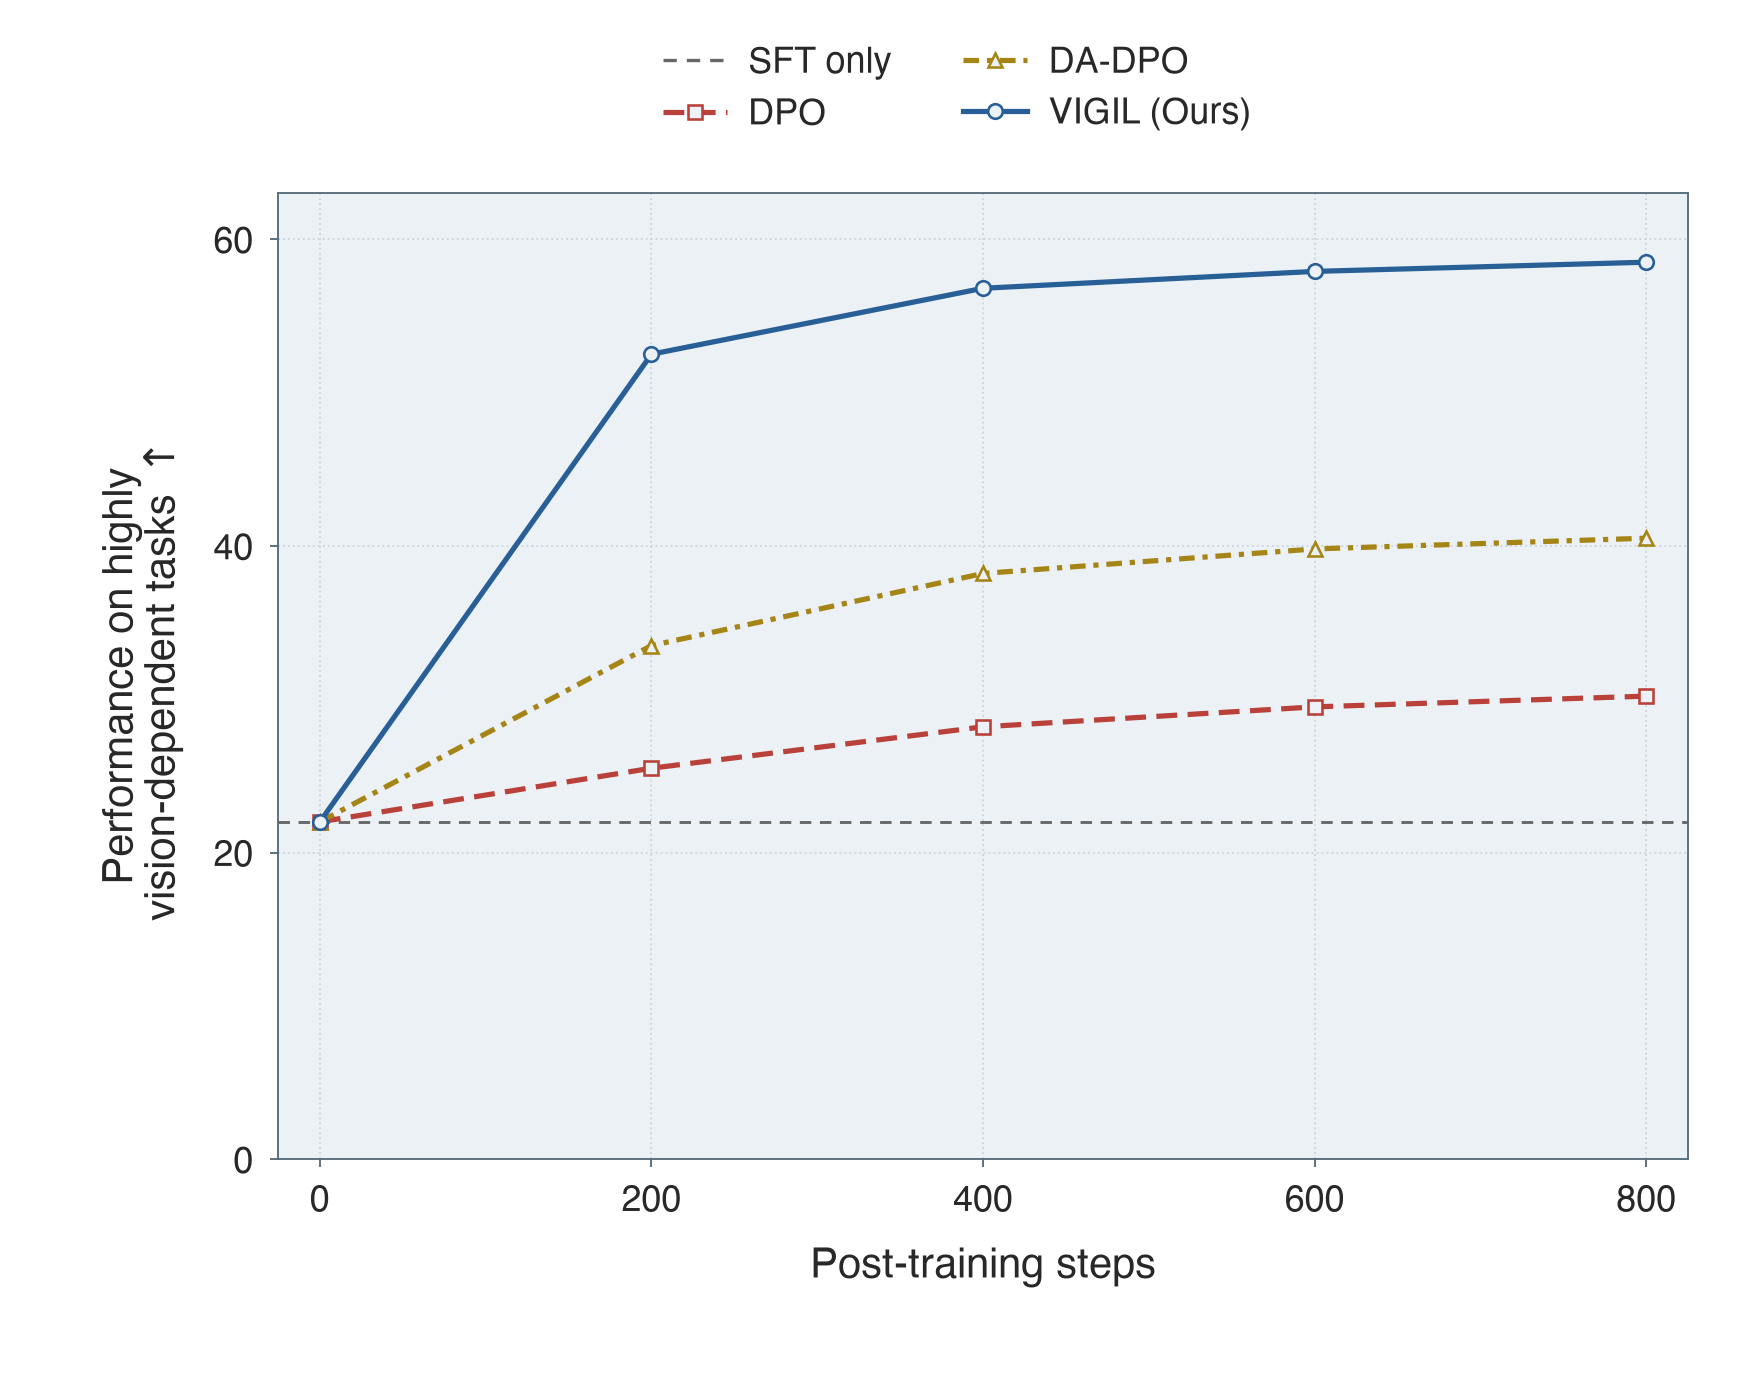 SFT only
DPO
DA-DPO
VIGIL (Ours)
Performance on highly
vision-dependent tasks ↑
60
40
20
0
0
200
400
600
800
Post-training steps